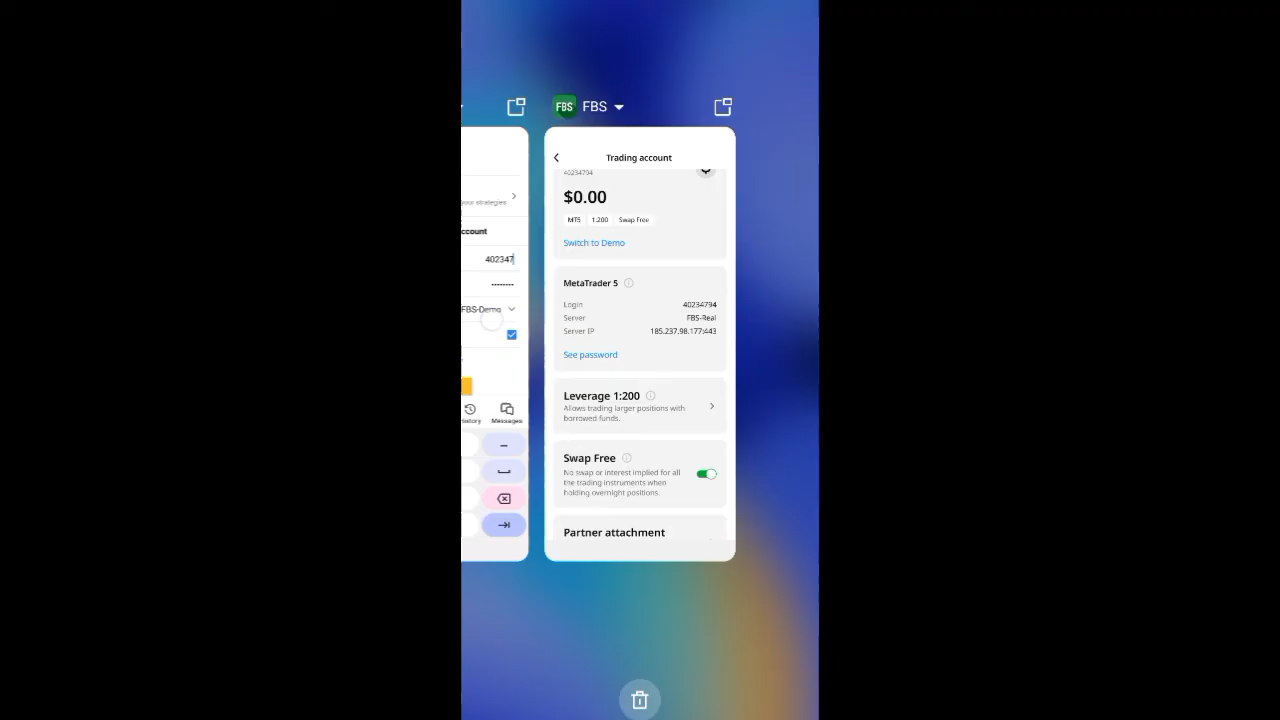 FBS FBS
your strategies
ccount
402347
FBS-Demo
history
Messages
Trading account
40234794
$0.00
MT5 1:200 Swap Free
Switch to Demo
MetaTrader 5
Login 40234794
Server FBS-Real
Server IP 185.237.98.177:443
See password
Leverage 1:200
Allows trading larger positions with
borrowed funds.
Swap Free
No swap or interest implied for all
the trading instruments when
holding overnight positions.
Partner attachment